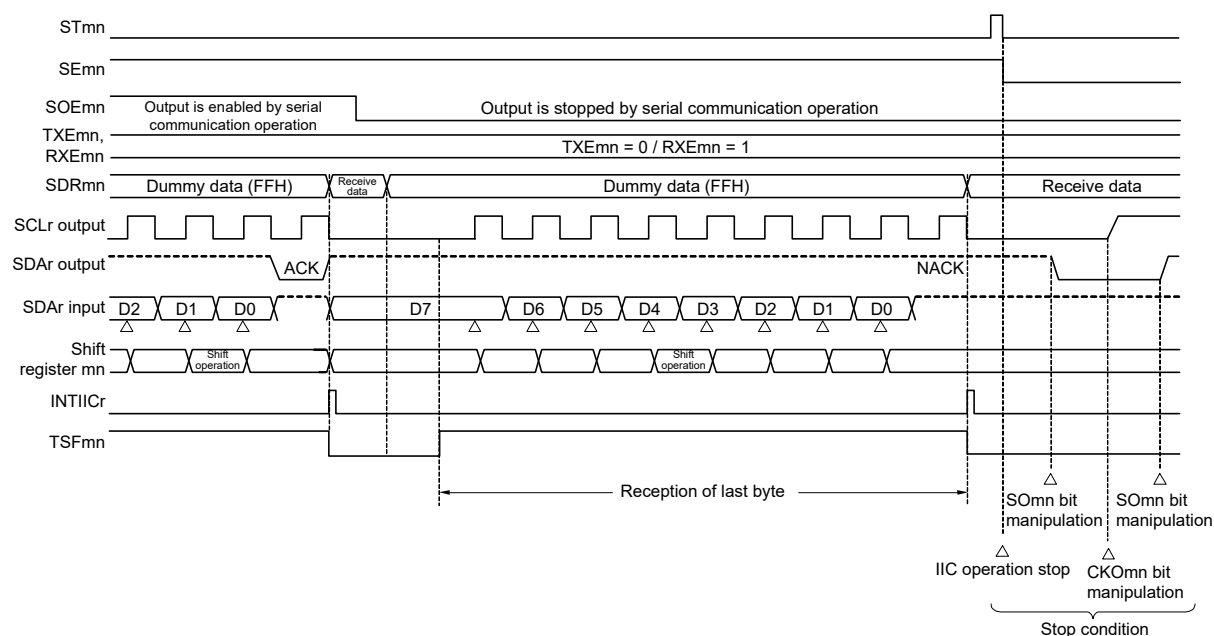 STmn
SEmn
SOEmn
Output is enabled by serial
communication operation
Output is stopped by serial communication operation
TXEmn,
RXEmn
TXEmn = 0 / RXEmn = 1
SDRmn
Dummy data (FFH)
Receive
data
Dummy data (FFH)
Receive data
SCLr output
SDAr output
ACK
NACK
SDAr input
D2
D1
D0
D7
D6
D5
D4
D3
D2
D1
D0
Shift
register mn
Shift
operation
Shift
operation
INTIICr
TSFmn
Reception of last byte
SOmn bit
manipulation
SOmn bit
manipulation
IIC operation stop
CKOmn bit
manipulation
Stop condition